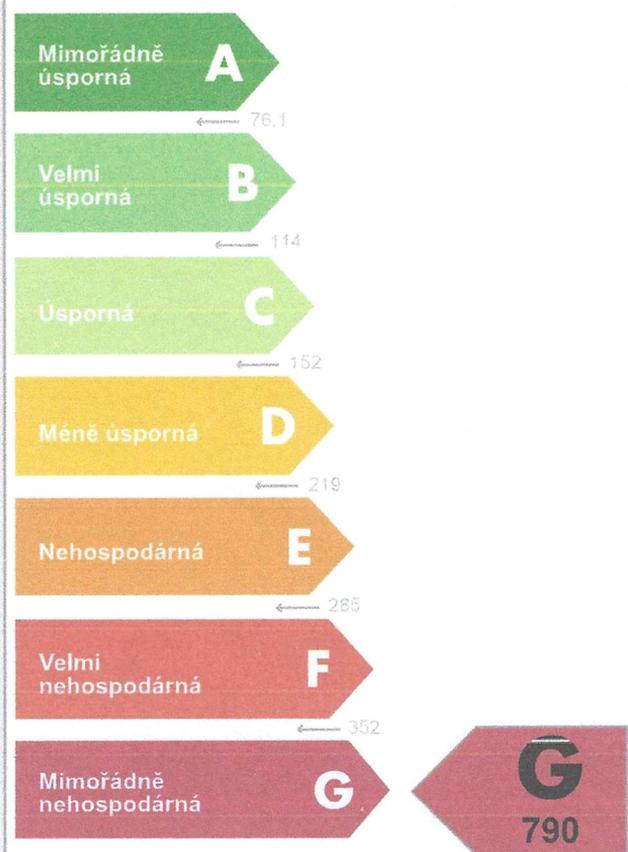 Mimořádně
úsporná
A
76.1
Velmi
úsporná
B
114
Úsporná
C
152
Méně úsporná
D
219
Nehospodárná
E
285
Velmi
nehospodárná
F
352
Mimořádně
nehospodárná
G
G
790